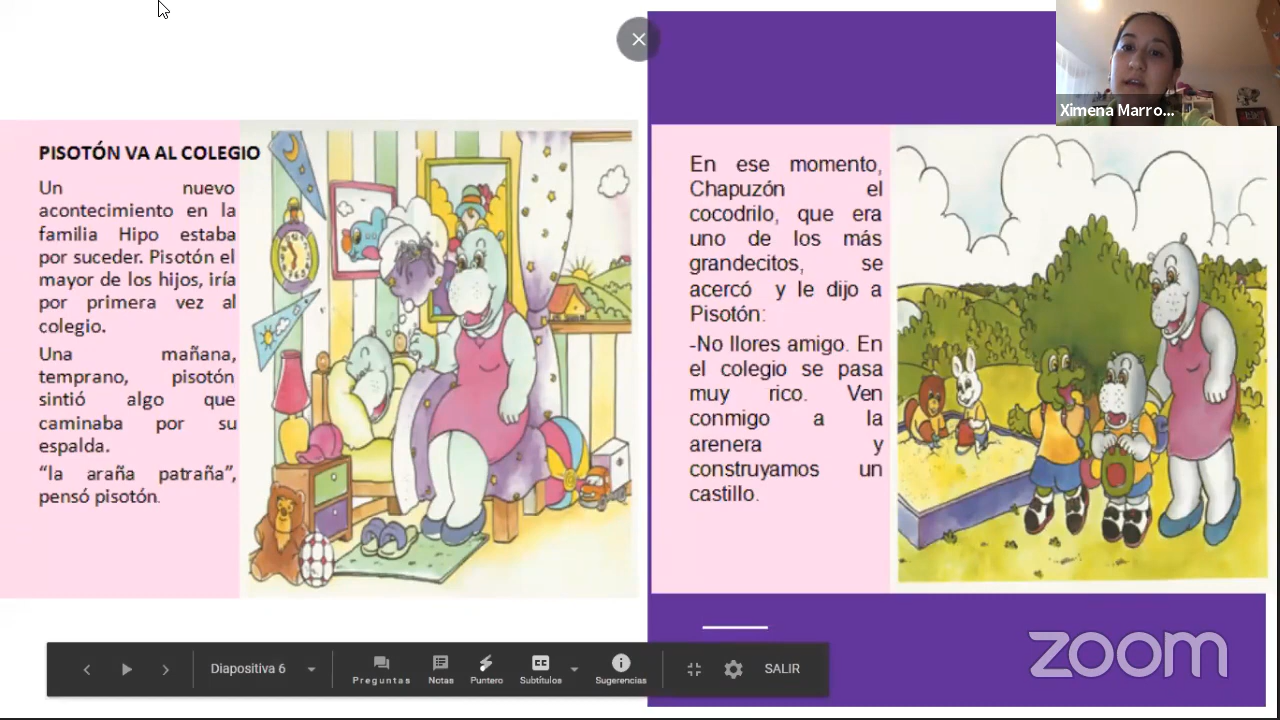 PISOTÓN VA AL COLEGIO
Un nuevo
acontecimiento en la
familia Hipo estaba
por suceder. Pisotón el
mayor de los hijos, iría
por primera vez al
colegio.
Una mañana,
temprano, pisotón
sintió algo que
caminaba por su
espalda.
“la araña patraña”,
pensó pisotón.
En ese momento,
Chapuzón el
cocodrilo, que era
uno de los más
grandecitos, se
acercó y le dijo a
Pisotón:
-No llores amigo. En
el colegio se pasa
muy rico. Ven
conmigo a la
arenera y
construyamos un
castillo.
Ximena Marro...
Diapositiva 6
Preguntas
Notas
Puntero
Subtítulos
Sugerencias
SALIR
zoom